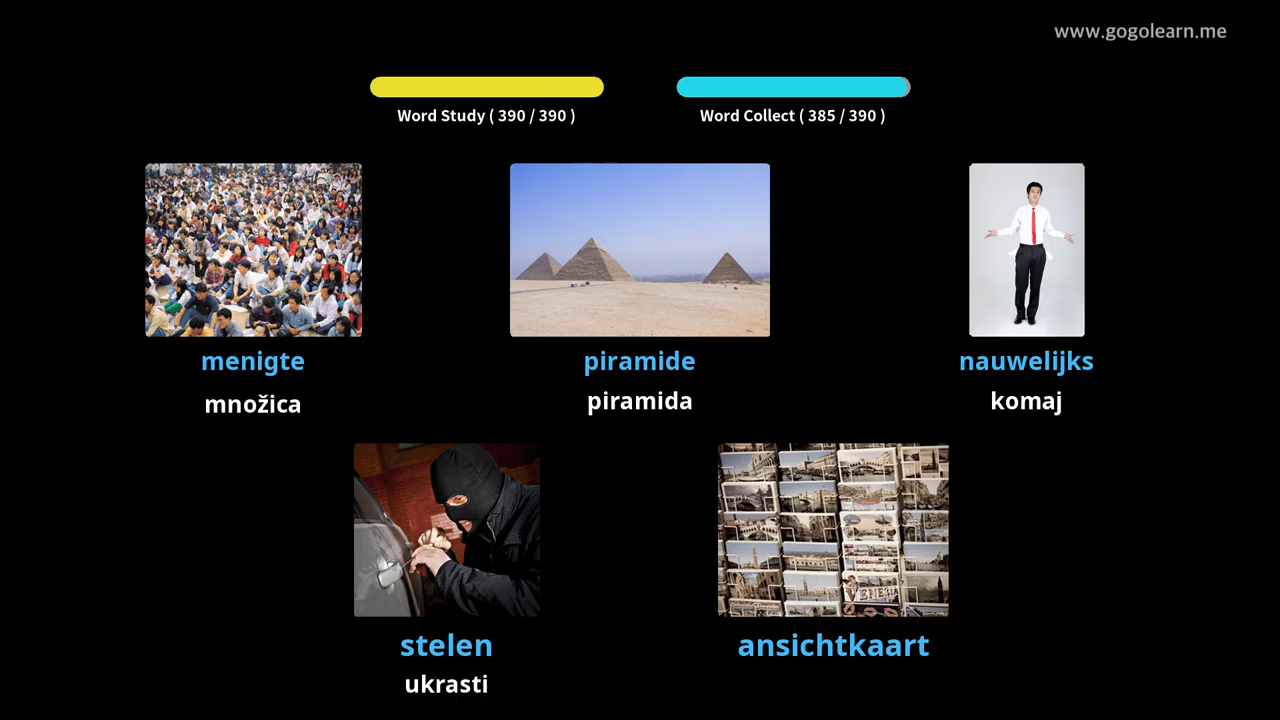 www.gogolearn.me
Word Study ( 390 / 390 )
Word Collect ( 385 / 390 )
menigte
množica
piramide
piramida
nauwelijks
komaj
stelen
ukrasti
ansichtkaart